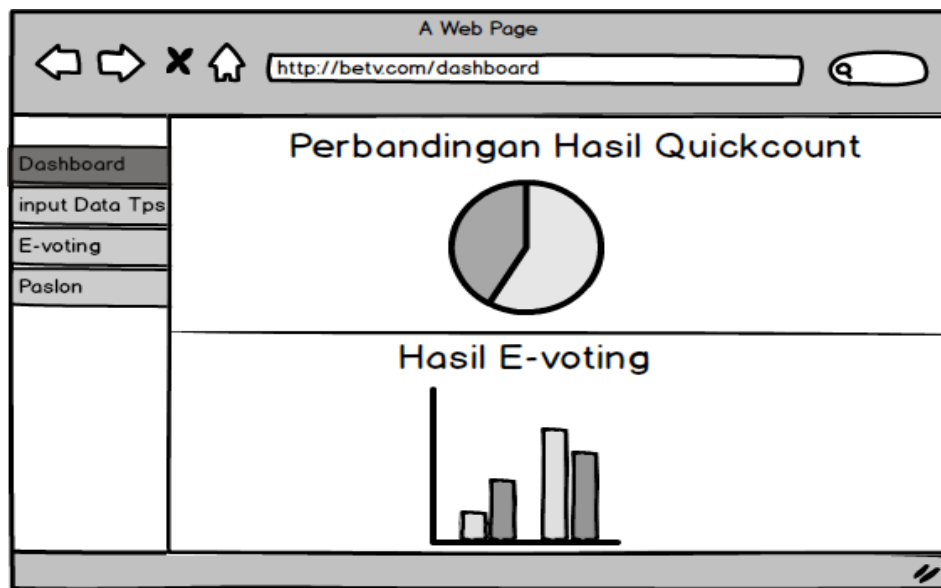 A Web Page
http://betv.com/dashboard
Dashboard
input Data Tps
E-voting
Paslon
Perbandingan Hasil Quickcount
Hasil E-voting